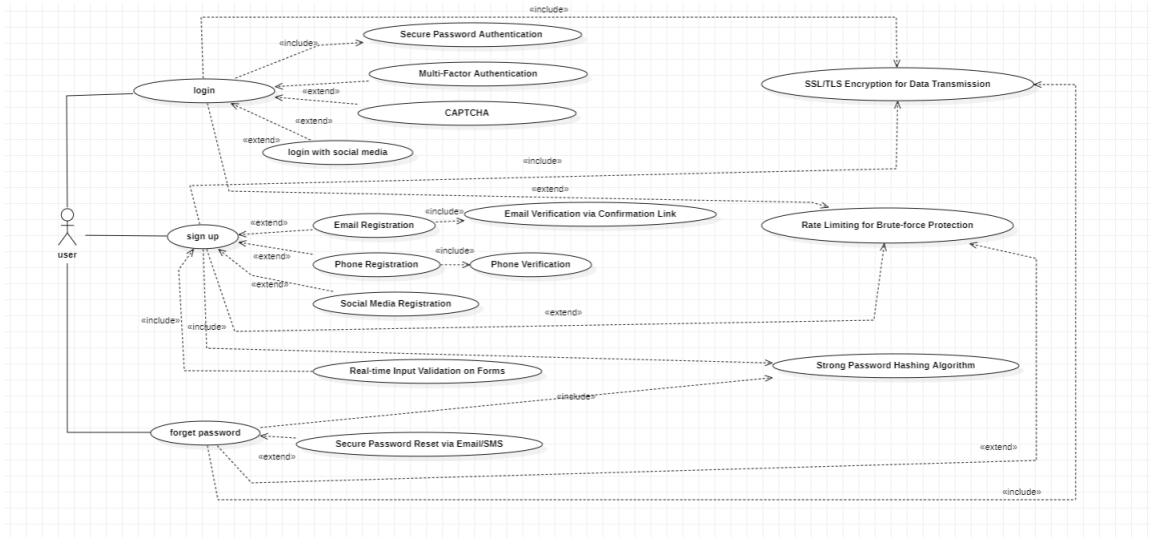 «include»
Secure Password Authentication
«include»
Multi-Factor Authentication
SSL/TLS Encryption for Data Transmission
login
«extend»
CAPTCHA
«extend»
«extend»
login with social media
«include»
«extend»
«include»
Email Verification via Confirmation Link
«extend»
Email Registration
Rate Limiting for Brute-force Protection
sign up
user
«include»
«extend»
Phone Registration
Phone Verification
«extend»
Social Media Registration
«extend»
«include»
«include»
Strong Password Hashing Algorithm
Real-time Input Validation on Forms
«include»
forget password
Secure Password Reset via Email/SMS
«extend»
«extend»
«include»